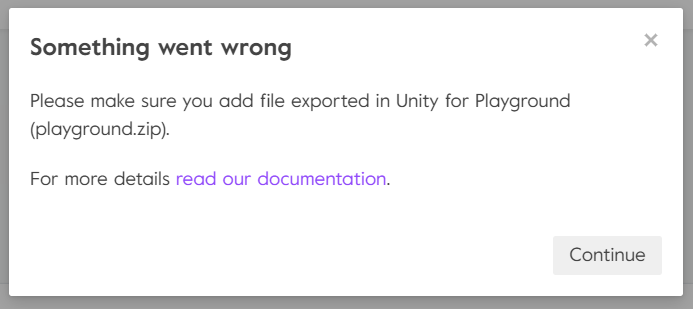 Something went wrong
Please make sure you add file exported in Unity for Playground
(playground.zip).
For more details read our documentation.
Continue